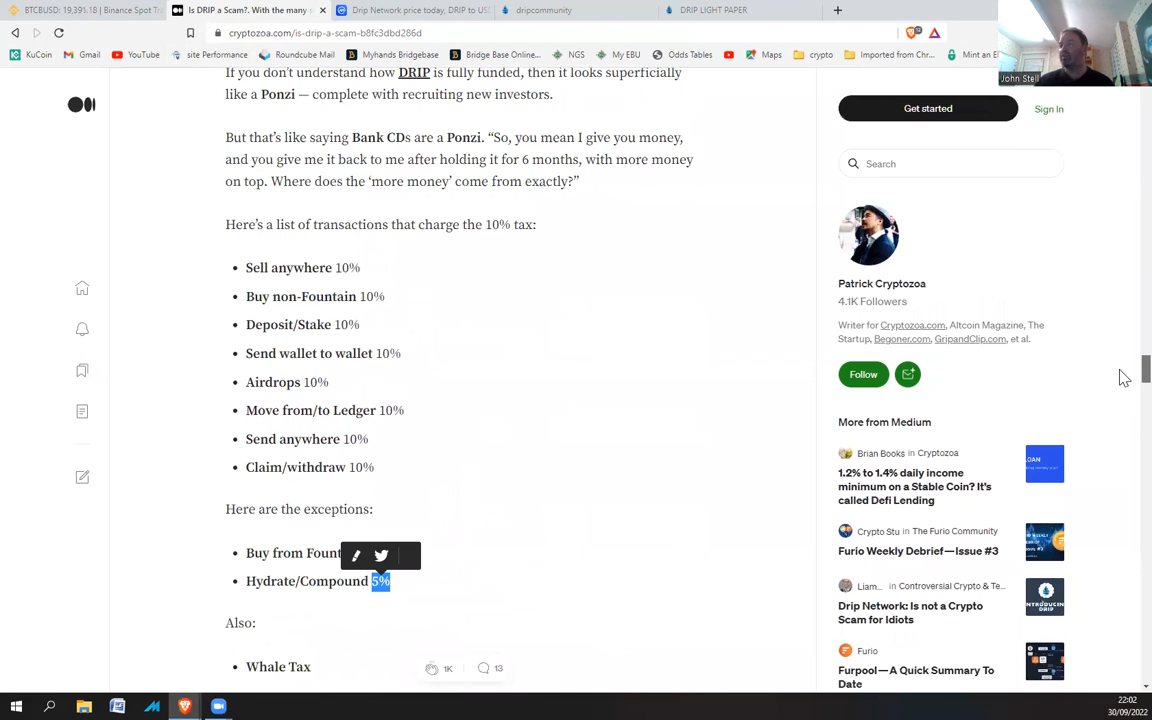 BTCBUSD: 19,391.18 | Binance Spot Tr
Is DRIP a Scam?. With the many s
Drip Network price today, DRIP to US
dripcommunity
DRIP LIGHT PAPER
cryptozoa.com/is-drip-a-scam-b8fc3dbd286d
KuCoin
Gmail
YouTube
site Performance
Roundcube Mail
Myhands Bridgebase
Bridge Base Online...
NGS
My EBU
Odds Tables
Maps
crypto
Imported from Chr...
Mint an E
John Stell
If you don't understand how DRIP is fully funded, then it looks superficially
like a Ponzi — complete with recruiting new investors.
But that's like saying Bank CDs are a Ponzi. “So, you mean I give you money,
and you give me it back to me after holding it for 6 months, with more money
on top. Where does the ‘more money’ come from exactly?”
Here's a list of transactions that charge the 10% tax:
• Sell anywhere 10%
• Buy non-Fountain 10%
• Deposit/Stake 10%
• Send wallet to wallet 10%
• Airdrops 10%
• Move from/to Ledger 10%
• Send anywhere 10%
• Claim/withdraw 10%
Here are the exceptions:
• Buy from Fount
• Hydrate/Compound 5%
Also:
• Whale Tax
1K
13
Get started
Sign In
Search
Patrick Cryptozoa
4.1K Followers
Writer for Cryptozoa.com, Altcoin Magazine, The
Startup, Begoner.com, GripandClip.com, et al.
Follow
More from Medium
Brian Books in Cryptozoa
1.2% to 1.4% daily income
minimum on a Stable Coin? It's
called Defi Lending
Crypto Stu in The Furio Community
Furio Weekly Debrief — Issue #3
Liam... in Controversial Crypto & Te...
Drip Network: Is not a Crypto
Scam for Idiots
Furio
Furpool — A Quick Summary To
Date
22:02
30/09/2022